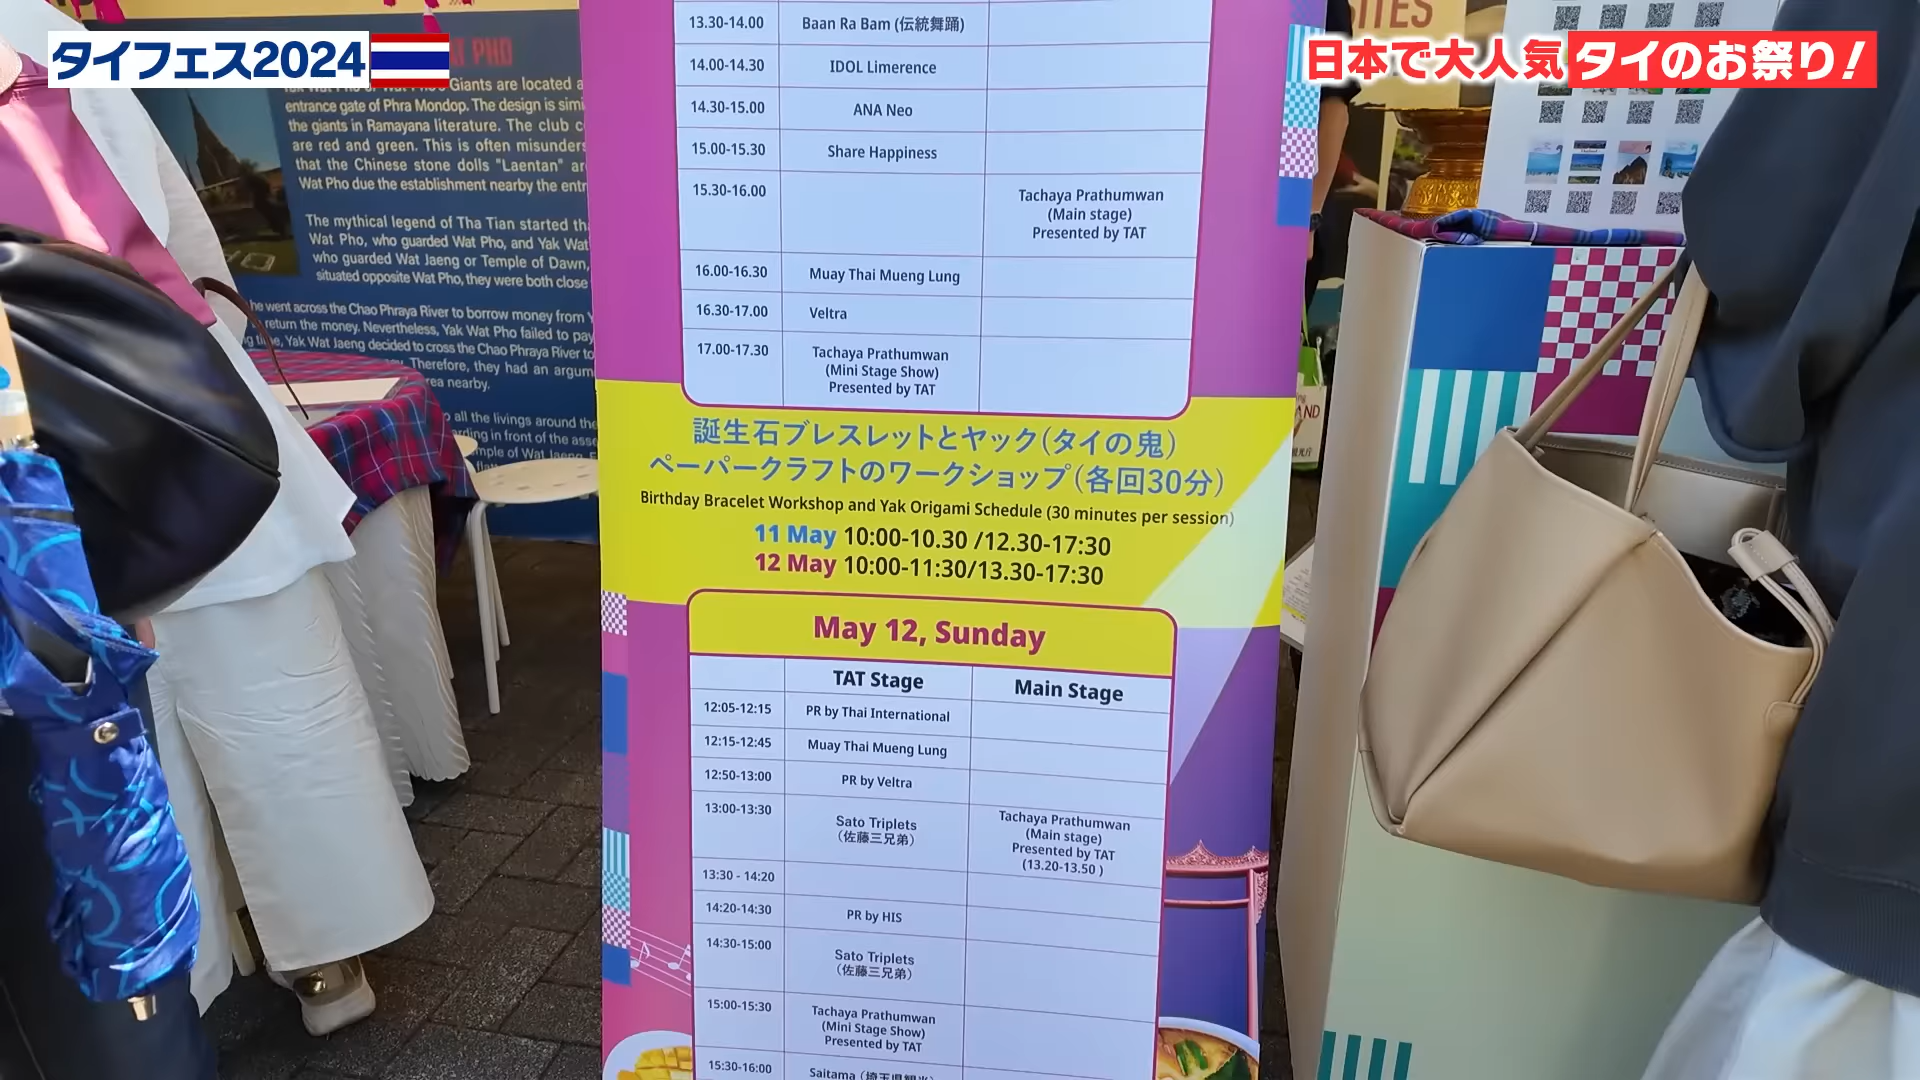 タイフェス2024
日本で大人気
タイのお祭り!
SITES
AT PHO
Giants are located a
entrance gate of Phra Mondop. The design is simi
the giants in Ramayana literature. The club c
are red and green. This is often misunders
that the Chinese stone dolls "Laentan" ar
Wat Pho due the establishment nearby the entr
The mythical legend of Tha Tian started th
Wat Pho, who guarded Wat Pho, and Yak Wat
who guarded Wat Jaeng or Temple of Dawn,
situated opposite Wat Pho, they were both close
he went across the Chao Phraya River to borrow money from Y
return the money. Nevertheless, Yak Wat Pho failed to pay
Yak Wat Jaeng decided to cross the Chao Phraya River to
Therefore, they had an argum
rea nearby.
all the livings around the
arding in front of the asse
mple of Wat Jaeng.
13.30-14.00 Baan Ra Bam (伝統舞踊)
14.00-14.30 IDOL Limerence
14.30-15.00 ANA Neo
15.00-15.30 Share Happiness
15.30-16.00 Tachaya Prathumwan
(Main stage)
Presented by TAT
16.00-16.30 Muay Thai Mueng Lung
16.30-17.00 Veltra
17.00-17.30 Tachaya Prathumwan
(Mini Stage Show)
Presented by TAT
誕生石ブレスレットとヤック(タイの鬼)
ペーパークラフトのワークショップ(各回30分)
Birthday Bracelet Workshop and Yak Origami Schedule (30 minutes per session)
11 May 10:00-10.30 /12.30-17:30
12 May 10:00-11:30/13.30-17:30
May 12, Sunday
TAT Stage Main Stage
12:05-12:15 PR by Thai International
12:15-12:45 Muay Thai Mueng Lung
12:50-13:00 PR by Veltra
13:00-13:30 Sato Triplets
(佐藤三兄弟)
Tachaya Prathumwan
(Main stage)
Presented by TAT
(13.20-13.50 )
13:30 - 14:20
14:20-14:30 PR by HIS
14:30-15:00 Sato Triplets
(佐藤三兄弟)
15:00-15:30 Tachaya Prathumwan
(Mini Stage Show)
Presented by TAT
15:30-16:00 Saitama